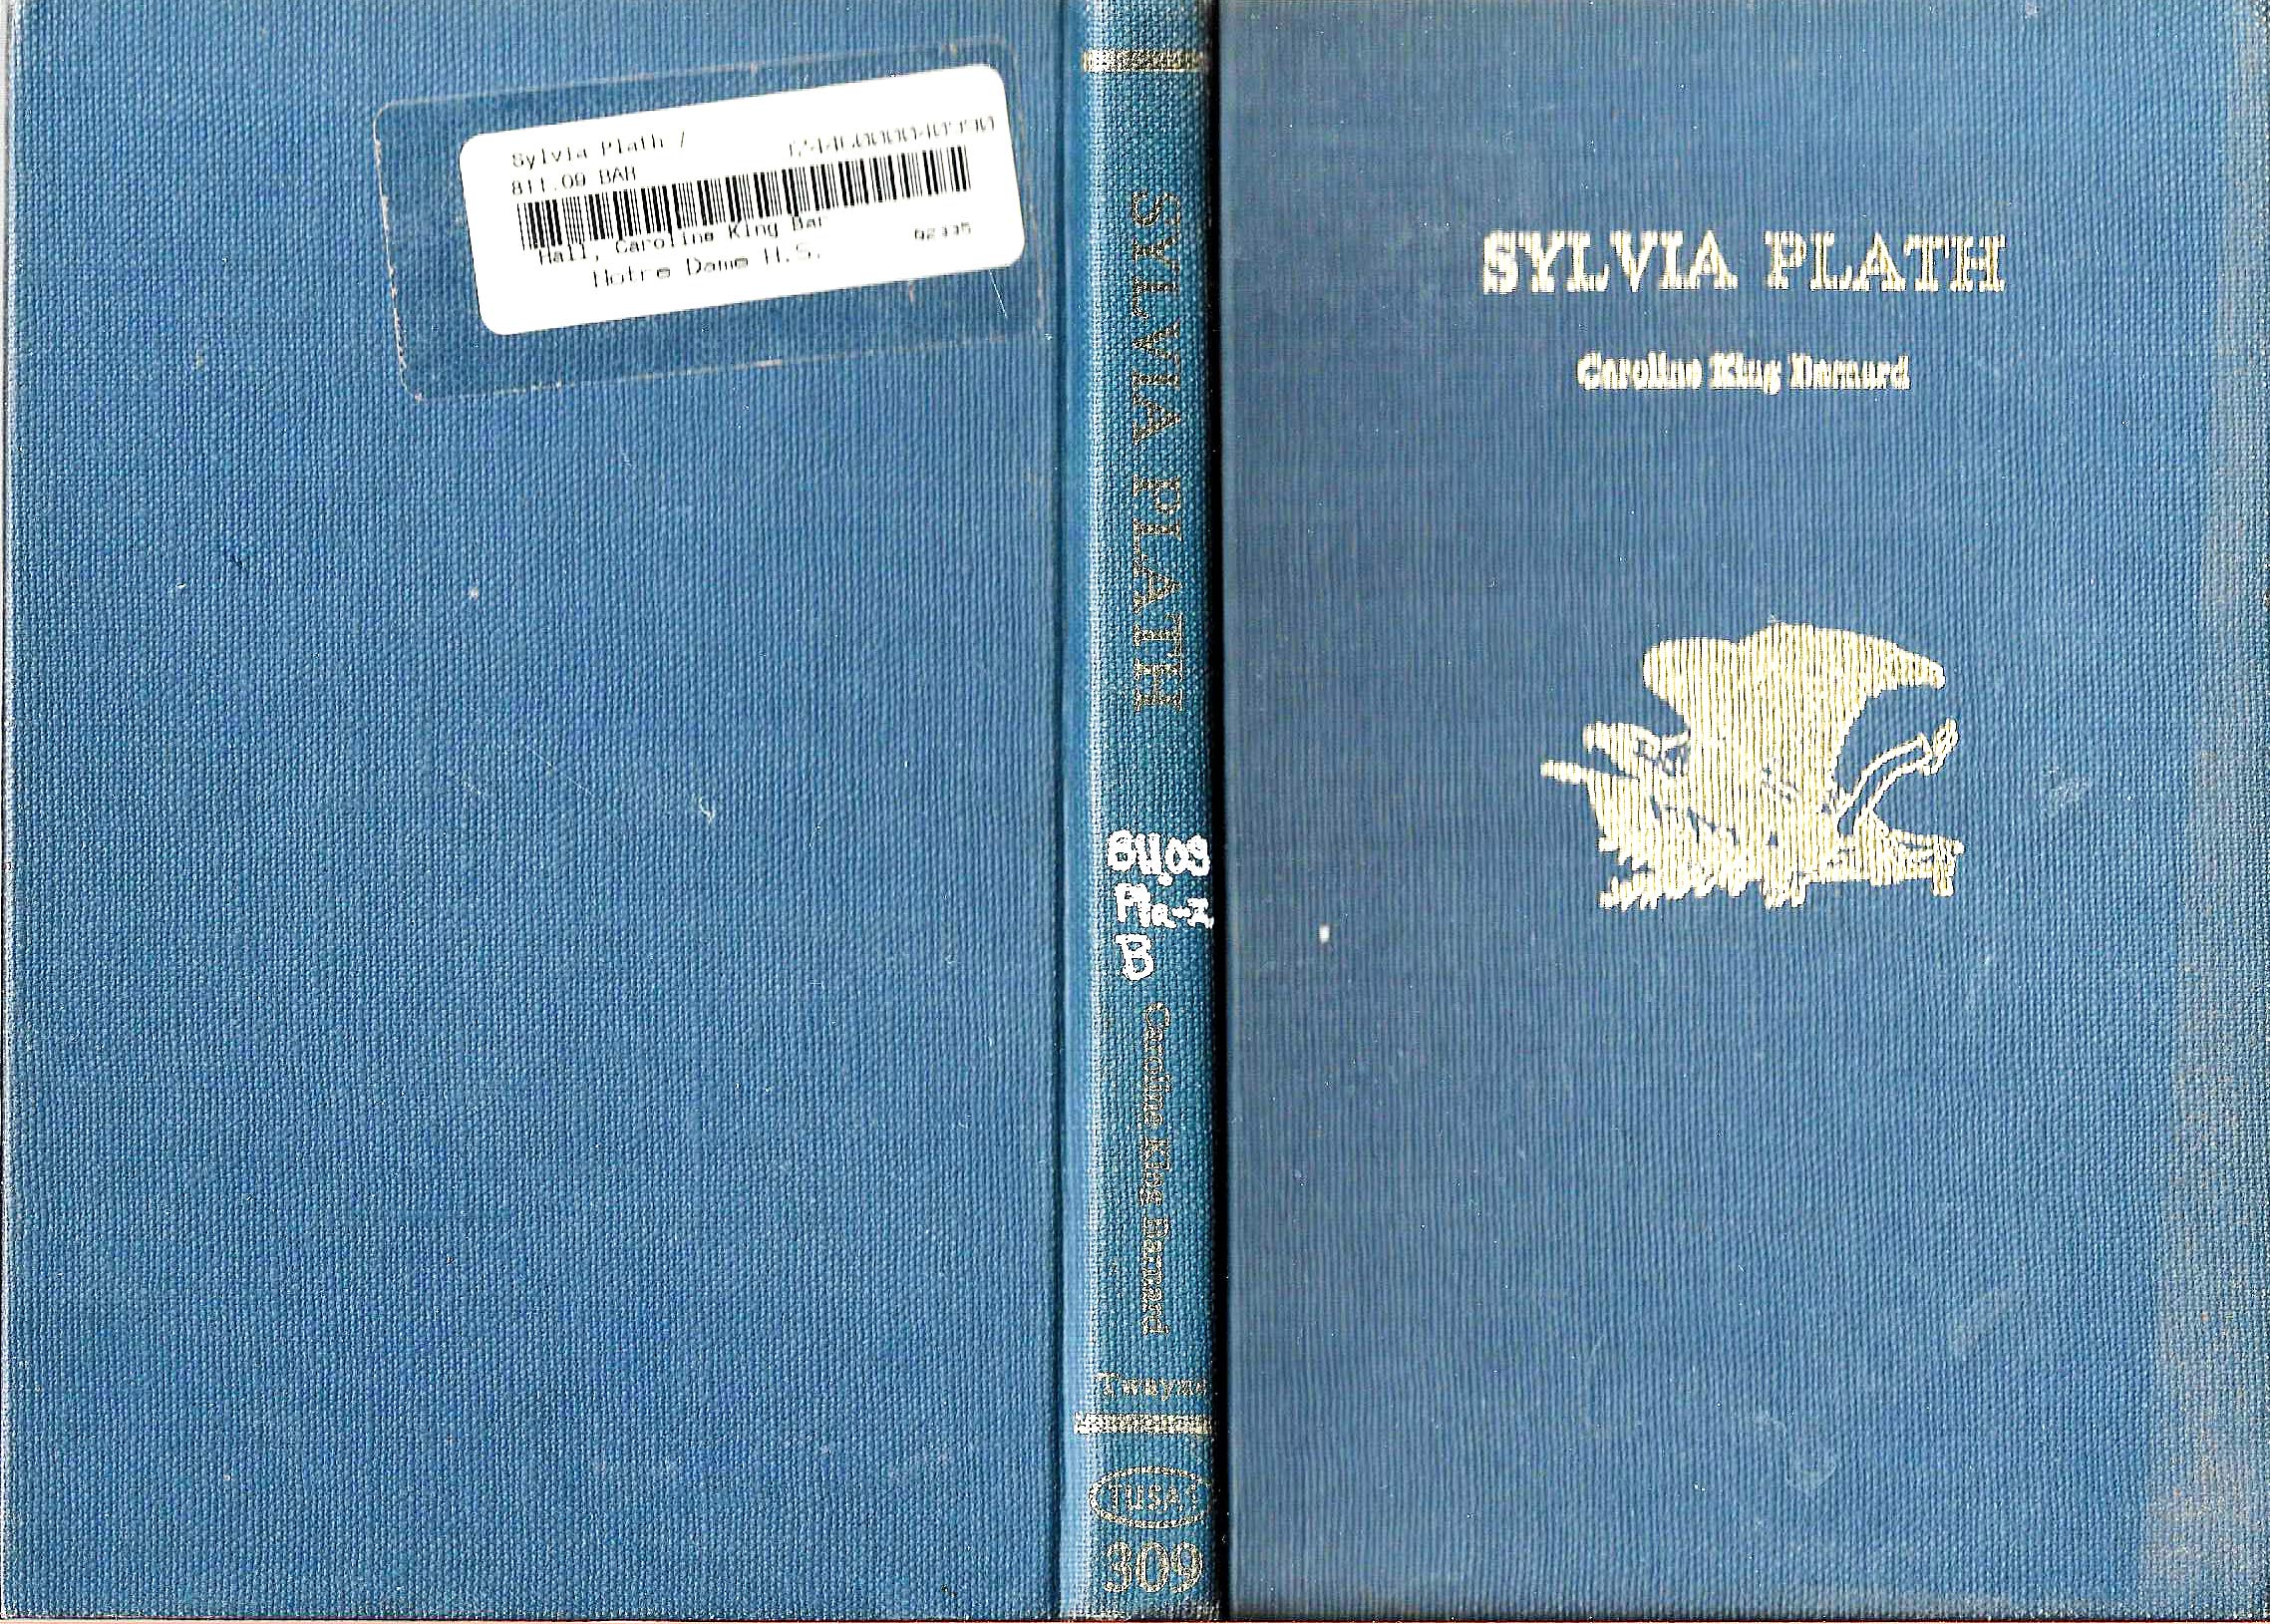 Sylvia Plath /
811.09 BAR
Hall, Caroline King Bar
Notre Dame H.S.
SYLVIA PLATH
811.09
Pla-Z
B
Caroline King Barnard
Twayne
TUSAS
309
SYLVIA PLATH
Caroline King Barnard